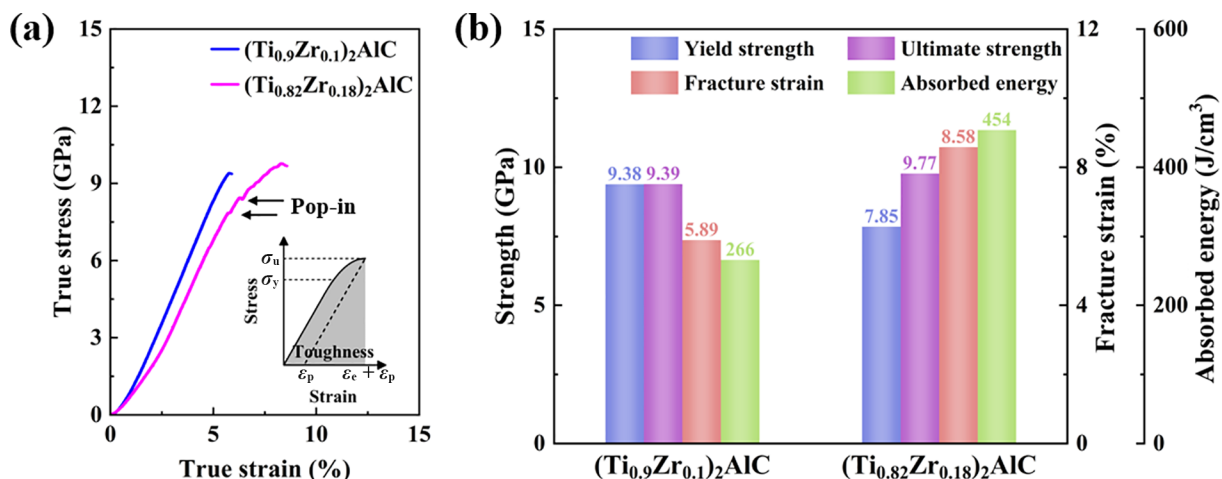 (a)
15
12
9
6
3
0
True stress (GPa)
(Ti0.9Zr0.1)2AlC
(Ti0.82Zr0.18)2AlC
Pop-in
σu
σy
Stress
Toughness
εp
εe + εp
Strain
0
5
10
15
True strain (%)
(b)
15
10
5
0
Strength (GPa)
Yield strength
Ultimate strength
Fracture strain
Absorbed energy
9.38
9.39
5.89
266
7.85
9.77
8.58
454
(Ti0.9Zr0.1)2AlC
(Ti0.82Zr0.18)2AlC
12
8
4
0
Fracture strain (%)
600
400
200
0
Absorbed energy (J/cm3)